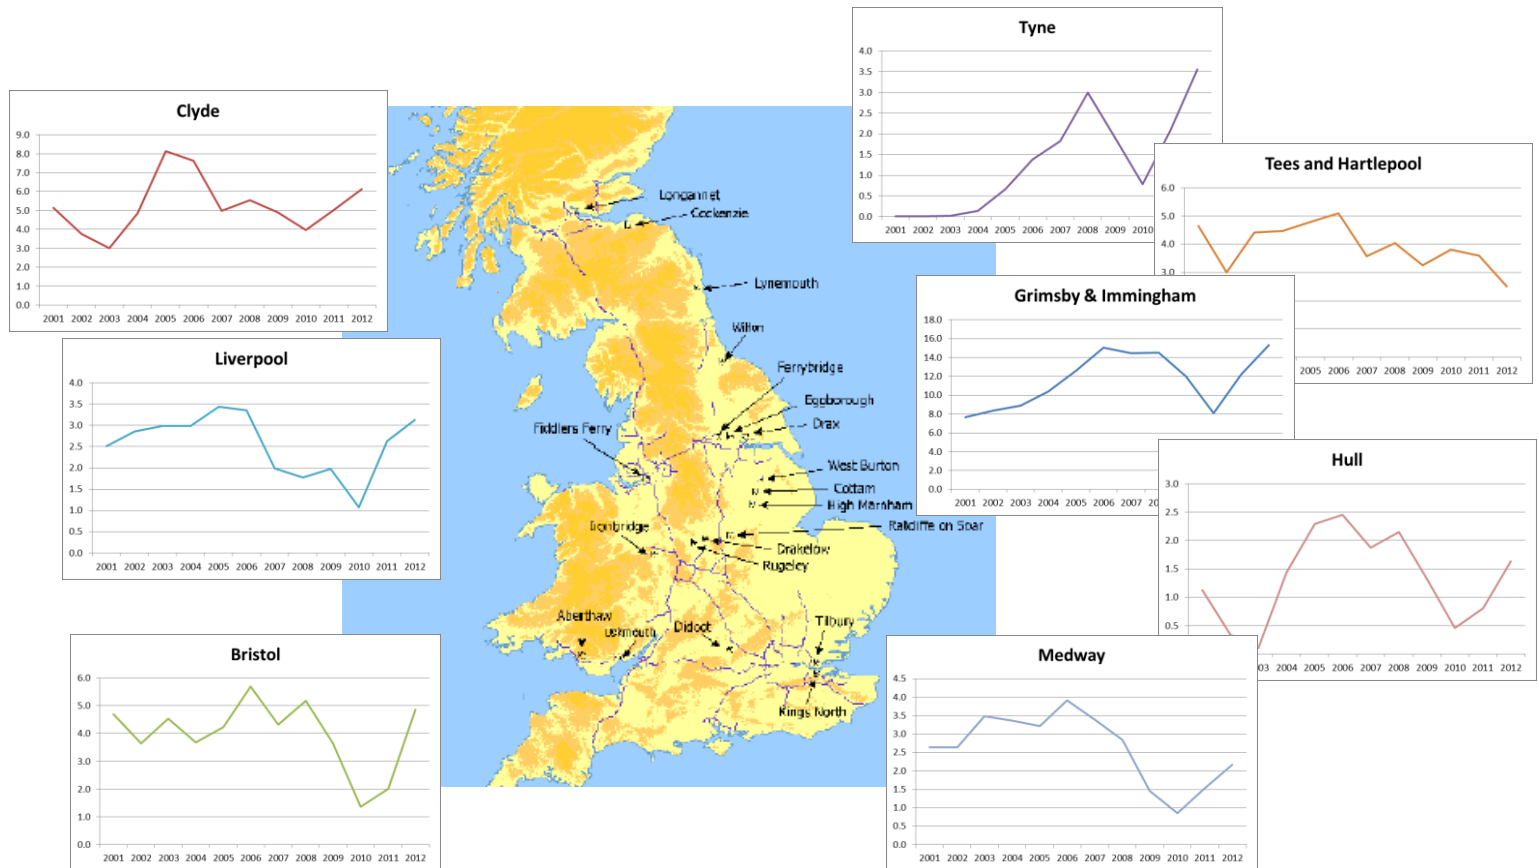 Tyne
4.0
3.5
3.0
2.5
2.0
1.5
1.0
0.5
0.0
2001 2002 2003 2004 2005 2006 2007 2008 2009 2010
Clyde
9.0
8.0
7.0
6.0
5.0
4.0
3.0
2.0
1.0
0.0
2001 2002 2003 2004 2005 2006 2007 2008 2009 2010 2011 2012
Tees and Hartlepool
6.0
5.0
4.0
3.0
2005 2006 2007 2008 2009 2010 2011 2012
Longannet
Cockenzie
Lynemouth
Wilton
Ferrybridge
Eggborough
Drax
Fiddlers Ferry
West Burton
Cottam
High Marnham
Ratcliffe on Soar
Ironbridge
Drakelow
Rugeley
Aberthaw
Uskmouth
Didcot
Tilbury
Kings North
Grimsby & Immingham
18.0
16.0
14.0
12.0
10.0
8.0
6.0
4.0
2.0
0.0
2001 2002 2003 2004 2005 2006 2007
Liverpool
4.0
3.5
3.0
2.5
2.0
1.5
1.0
0.5
0.0
2001 2002 2003 2004 2005 2006 2007 2008 2009 2010 2011 2012
Hull
3.0
2.5
2.0
1.5
1.0
0.5
03 2004 2005 2006 2007 2008 2009 2010 2011 2012
Bristol
6.0
5.0
4.0
3.0
2.0
1.0
0.0
2001 2002 2003 2004 2005 2006 2007 2008 2009 2010 2011 2012
Medway
4.5
4.0
3.5
3.0
2.5
2.0
1.5
1.0
0.5
0.0
2001 2002 2003 2004 2005 2006 2007 2008 2009 2010 2011 2012